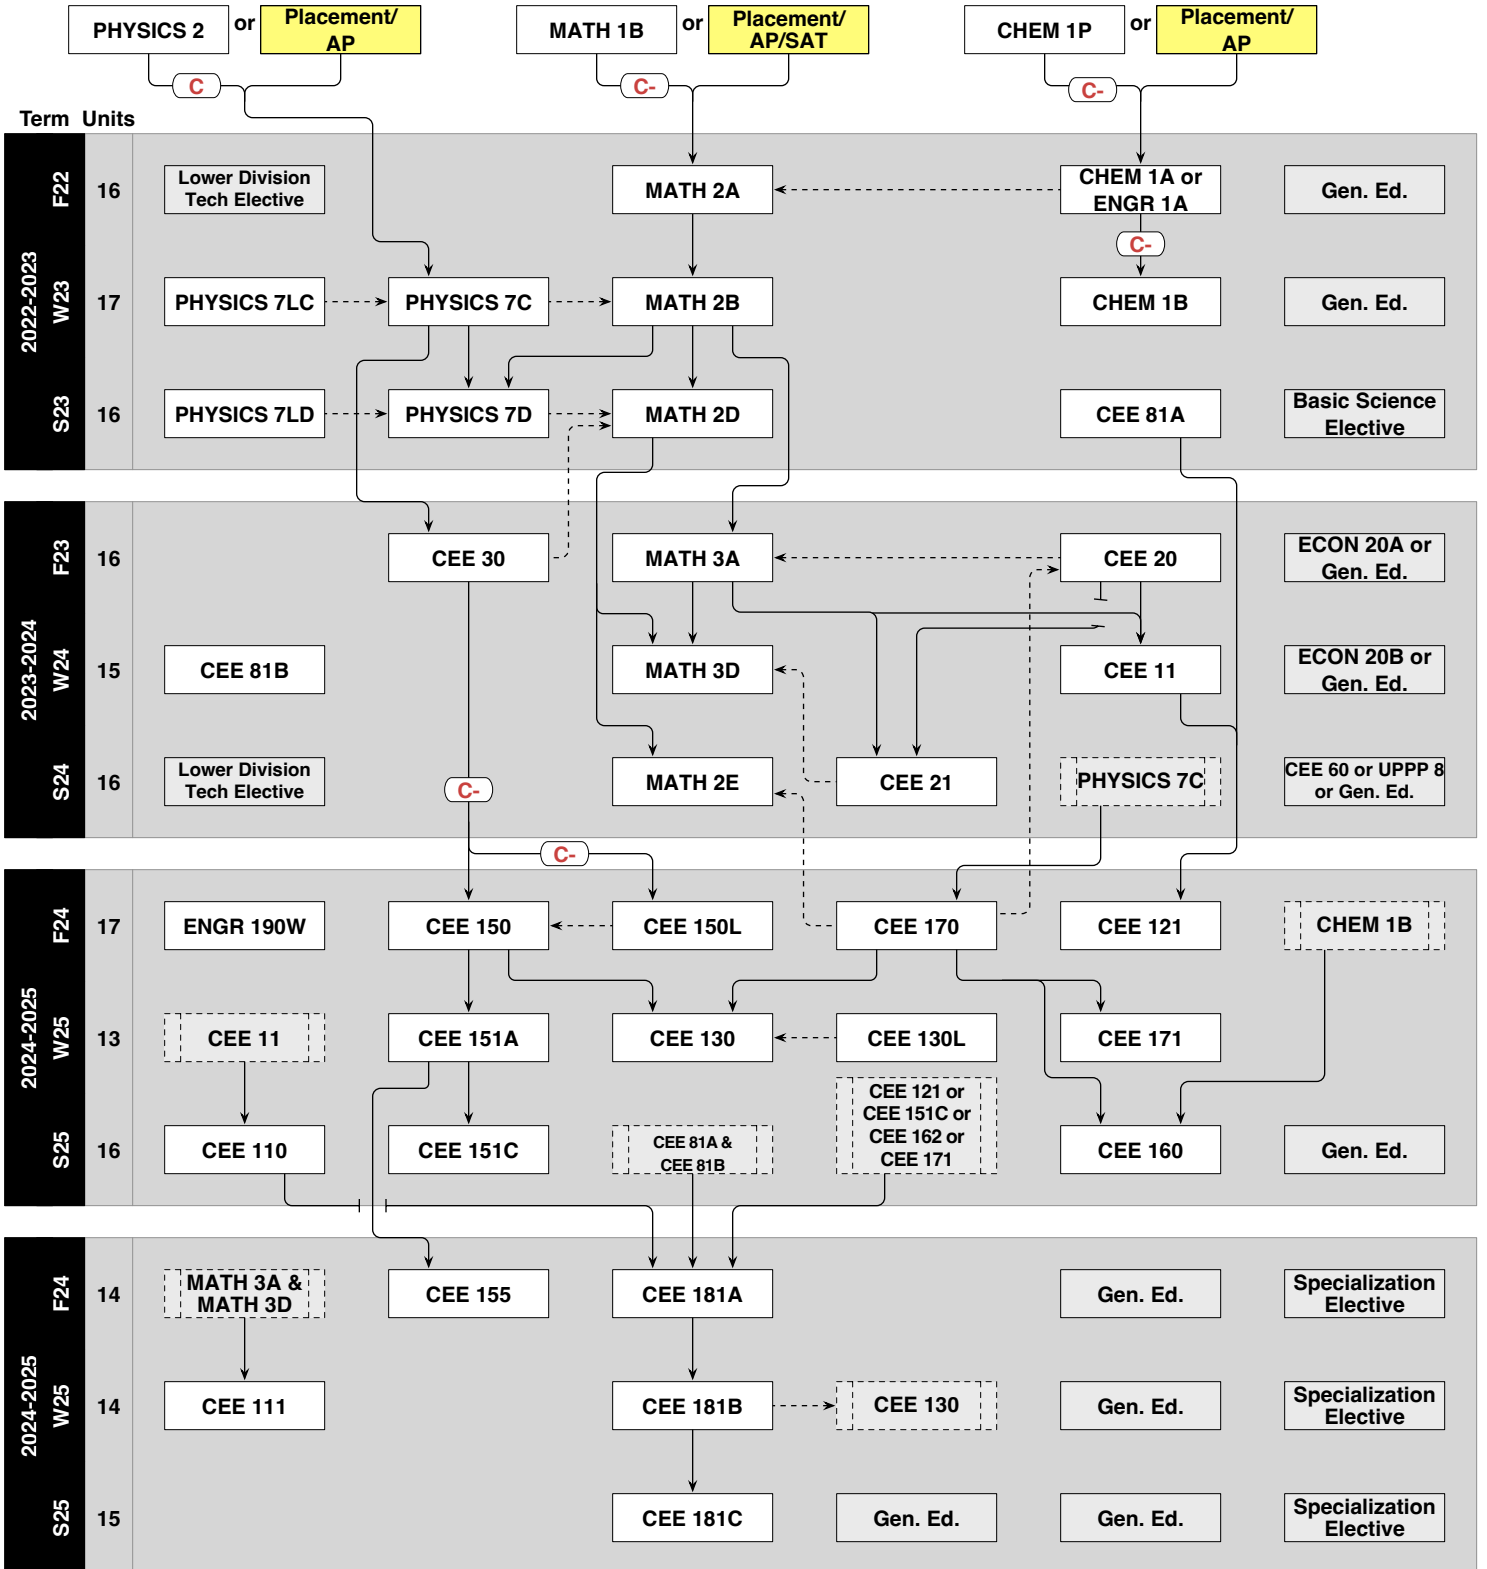 PHYSICS 2 or Placement/
AP
MATH 1B or Placement/
AP/SAT
CHEM 1P or Placement/
AP
C
C-
C-
Term Units
2022-2023
F22
16
Lower Division
Tech Elective
MATH 2A
CHEM 1A or
ENGR 1A
Gen. Ed.
C-
W23
17
PHYSICS 7LC
PHYSICS 7C
MATH 2B
CHEM 1B
Gen. Ed.
S23
16
PHYSICS 7LD
PHYSICS 7D
MATH 2D
CEE 81A
Basic Science
Elective
2023-2024
F23
16
CEE 30
MATH 3A
CEE 20
ECON 20A or
Gen. Ed.
W24
15
CEE 81B
MATH 3D
CEE 11
ECON 20B or
Gen. Ed.
S24
16
Lower Division
Tech Elective
C-
MATH 2E
CEE 21
PHYSICS 7C
CEE 60 or UPPP 8
or Gen. Ed.
C-
2024-2025
F24
17
ENGR 190W
CEE 150
CEE 150L
CEE 170
CEE 121
CHEM 1B
W25
13
CEE 11
CEE 151A
CEE 130
CEE 130L
CEE 171
S25
16
CEE 110
CEE 151C
CEE 81A &
CEE 81B
CEE 121 or
CEE 151C or
CEE 162 or
CEE 171
CEE 160
Gen. Ed.
2024-2025
F24
14
MATH 3A &
MATH 3D
CEE 155
CEE 181A
Gen. Ed.
Specialization
Elective
W25
14
CEE 111
CEE 181B
CEE 130
Gen. Ed.
Specialization
Elective
S25
15
CEE 181C
Gen. Ed.
Gen. Ed.
Specialization
Elective